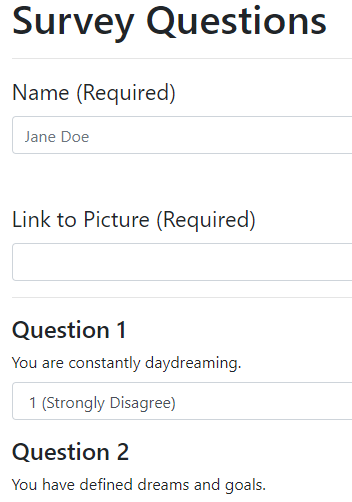 Survey Questions
Name (Required)
Jane Doe
Link to Picture (Required)
Question 1
You are constantly daydreaming.
1 (Strongly Disagree)
Question 2
You have defined dreams and goals.